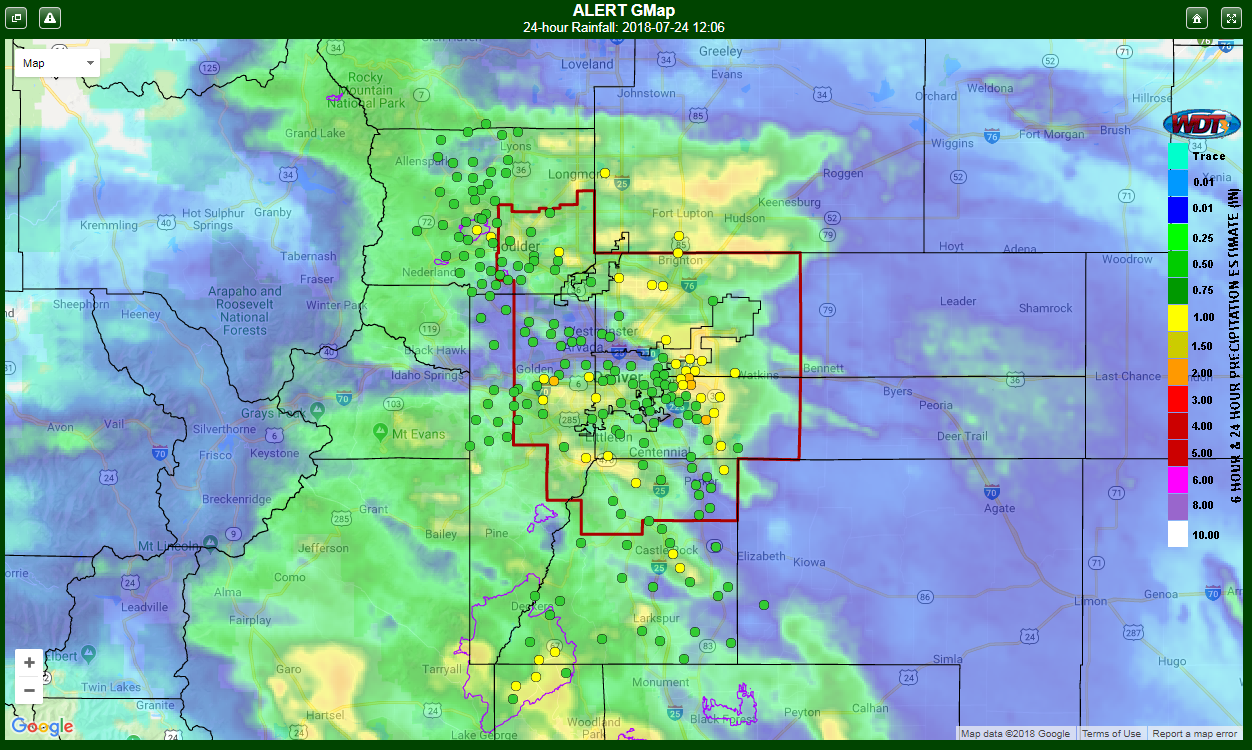 ALERT GMap
24-hour Rainfall: 2018-07-24 12:06
Map
Loveland
Greeley
Evans
Johnstown
Orchard
Weldona
Hillrose
Rocky
Mountain
National Park
Grand Lake
Allenspark
Lyons
Longmont
Wiggins
Fort Morgan
Brush
WDT
Trace
0.01
0.01
0.25
0.50
0.75
1.00
1.50
2.00
3.00
4.00
5.00
6.00
8.00
10.00
6 HOUR & 24 HOUR PRECIPITATION ESTIMATE (IN)
Roggen
Keenesburg
Hudson
Fort Lupton
Kremmling
Hot Sulphur
Springs
Granby
Tabernash
Fraser
Winter Park
Boulder
Nederland
Brighton
Hoyt
Adena
Woodrow
Sheephorn
Heeney
Arapaho and
Roosevelt
National
Forests
Leader
Shamrock
Westminster
Arvada
Black Hawk
Golden
Idaho Springs
Denver
Watkins
Bennett
Byers
Peoria
Last Chance
Avon
Vail
Silverthorne
Grays Peak
Frisco
Keystone
Mt Evans
Littleton
Centennial
Deer Trail
Parker
Breckenridge
Grant
Agate
Mt Lincoln
Jefferson
Bailey
Pine
Castle Rock
Elizabeth
Kiowa
Como
Alma
Fairplay
Leadville
Deckers
Larkspur
Limon
Genoa
Simla
Hugo
Garo
Tarryall
Twin Lakes
Granite
Hartsel
Monument
Woodland
Park
Black Forest
Peyton
Calhan
Lake George
Google
Map data ©2018 Google
Terms of Use
Report a map error